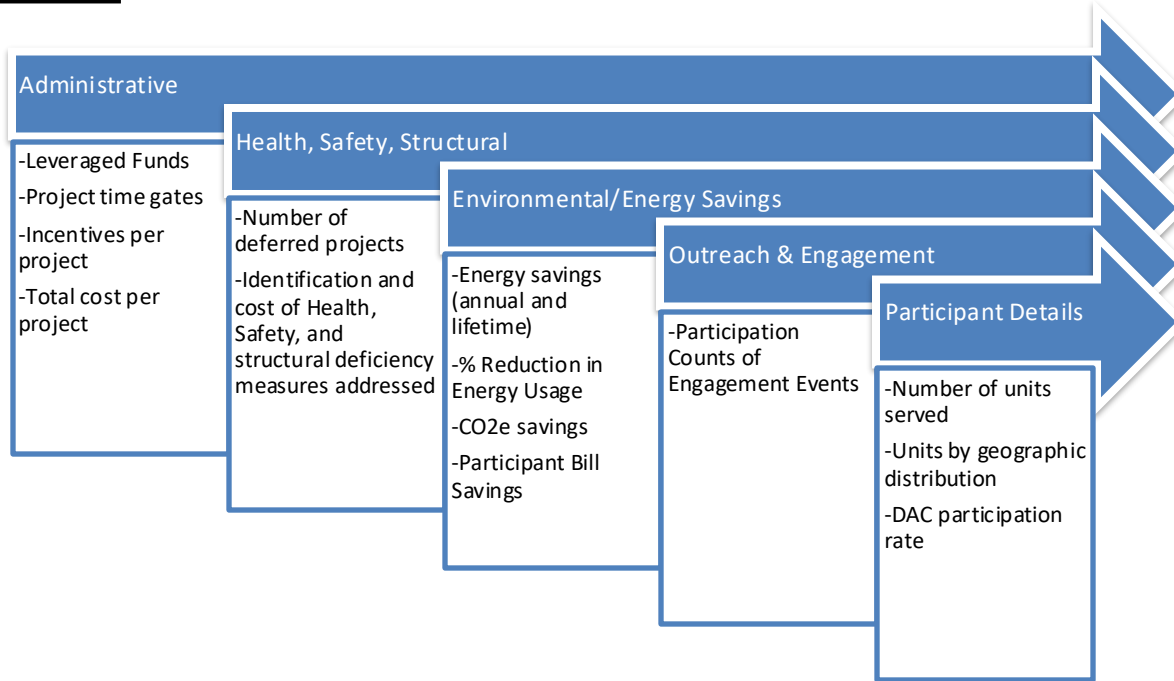 Administrative
-Leveraged Funds
-Project time gates
-Incentives per
project
-Total cost per
project
Health, Safety, Structural
-Number of
deferred projects
-Identification and
cost of Health,
Safety, and
structural deficiency
measures addressed
Environmental/Energy Savings
-Energy savings
(annual and
lifetime)
-% Reduction in
Energy Usage
-CO2e savings
-Participant Bill
Savings
Outreach & Engagement
-Participation
Counts of
Engagement Events
Participant Details
-Number of units
served
-Units by geographic
distribution
-DAC participation
rate